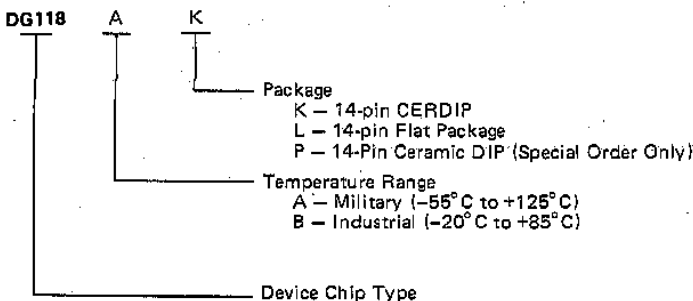 DG118 A K
Package
K – 14-pin CERDIP
L – 14-pin Flat Package
P – 14-Pin Ceramic DIP (Special Order Only)
Temperature Range
A – Military (–55°C to +125°C)
B – Industrial (–20°C to +85°C)
Device Chip Type